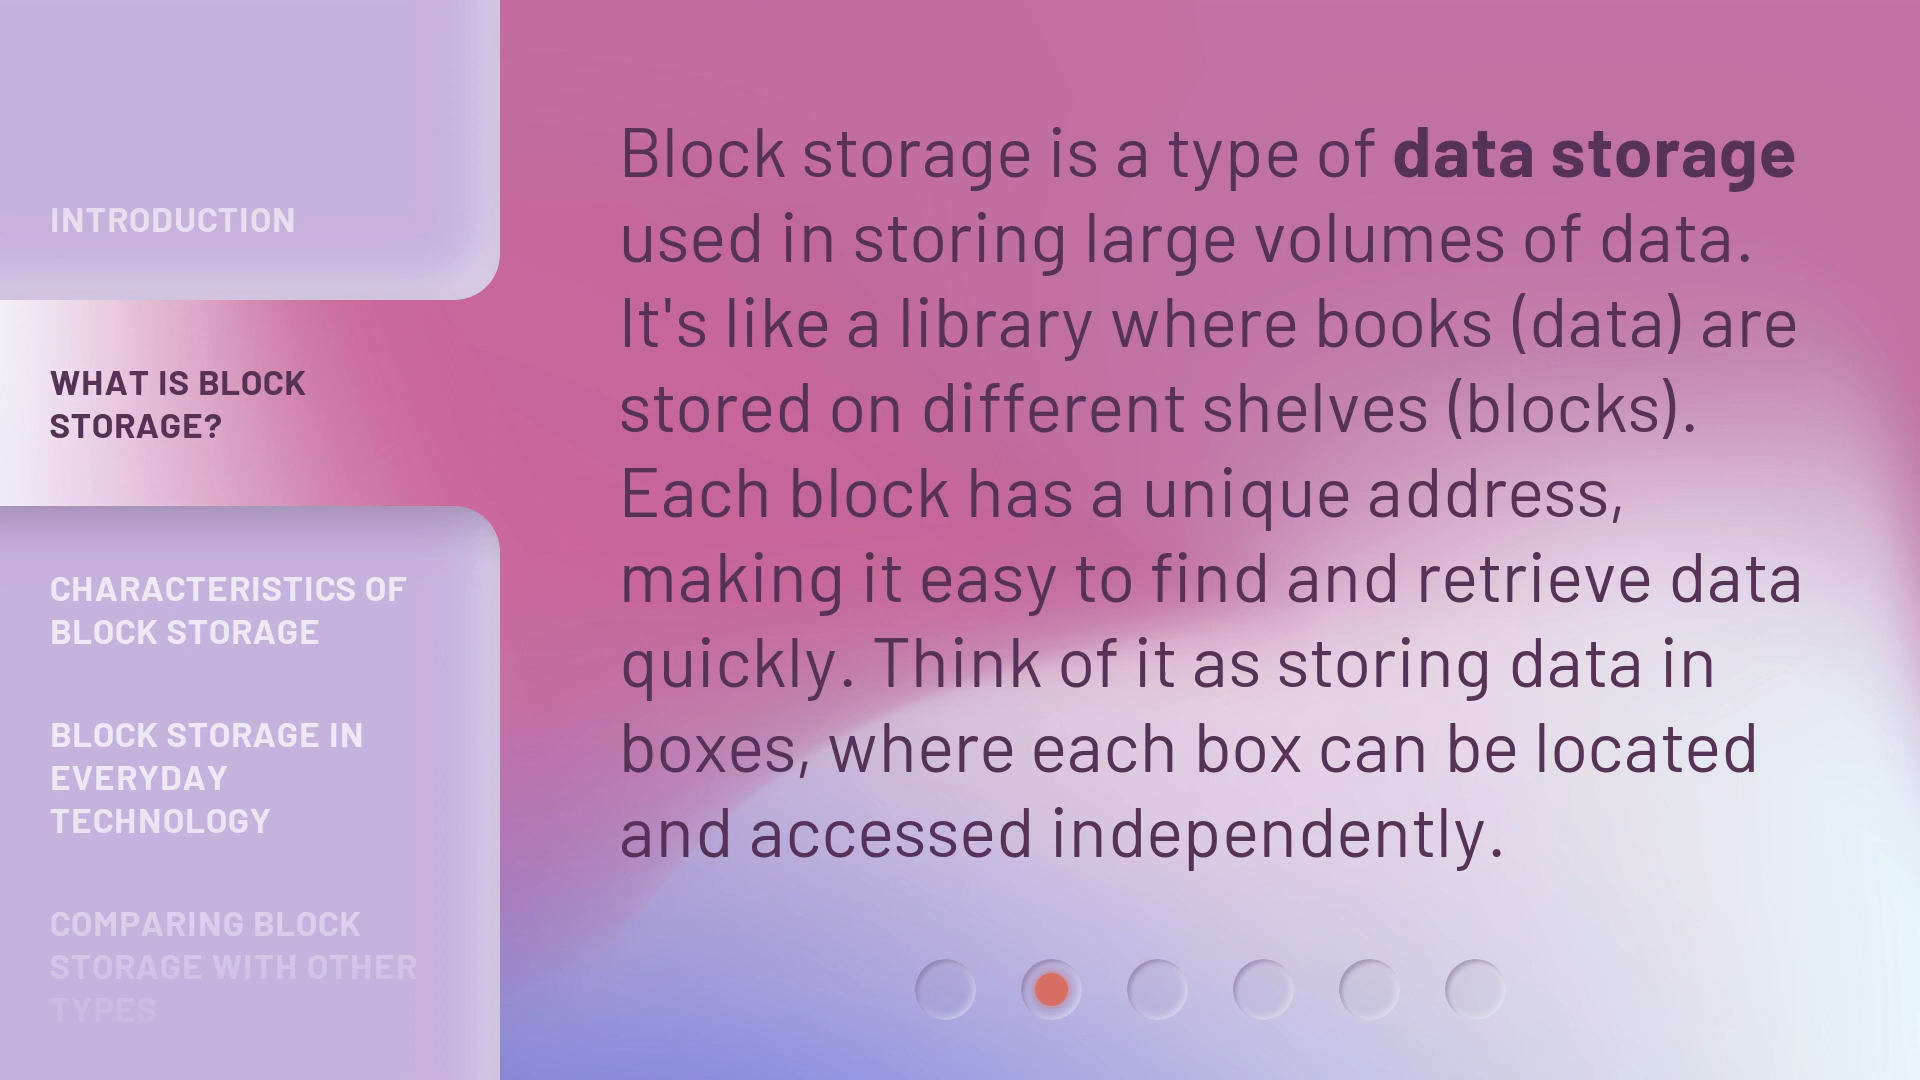 INTRODUCTION
WHAT IS BLOCK
STORAGE?
CHARACTERISTICS OF
BLOCK STORAGE
BLOCK STORAGE IN
EVERYDAY
TECHNOLOGY
COMPARING BLOCK
STORAGE WITH OTHER
TYPES
Block storage is a type of data storage
used in storing large volumes of data.
It's like a library where books (data) are
stored on different shelves (blocks).
Each block has a unique address,
making it easy to find and retrieve data
quickly. Think of it as storing data in
boxes, where each box can be located
and accessed independently.